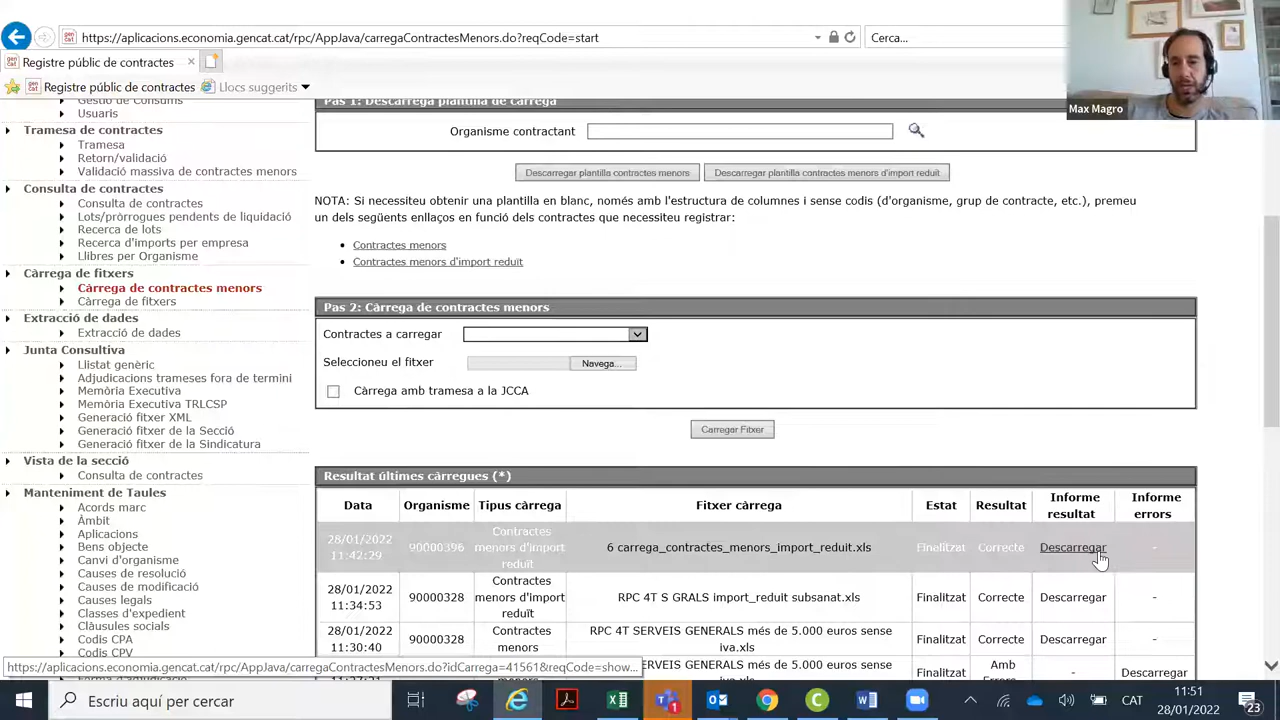 https://aplicacions.economia.gencat.cat/rpc/AppJava/carregaContractesMenors.do?reqCode=start
Cerca...
Registre públic de contractes
Registre públic de contractes
Llocs suggerits
Max Magro
Gestió de Consums
Usuaris
Tramesa de contractes
Tramesa
Retorn/validació
Validació massiva de contractes menors
Consulta de contractes
Consulta de contractes
Lots/pròrrogues pendents de liquidació
Recerca de lots
Recerca d'imports per empresa
Llibres per Organisme
Càrrega de fitxers
Càrrega de contractes menors
Càrrega de fitxers
Extracció de dades
Extracció de dades
Junta Consultiva
Llistat genèric
Adjudicacions trameses fora de termini
Memòria Executiva
Memòria Executiva TRLCSP
Generació fitxer XML
Generació fitxer de la Secció
Generació fitxer de la Sindicatura
Vista de la secció
Consulta de contractes
Manteniment de Taules
Acords marc
Àmbit
Aplicacions
Bens objecte
Canvi d'organisme
Causes de resolució
Causes de modificació
Causes legals
Classes d'expedient
Clàusules socials
Codis CPA
Codis CPV
Pas 1: Descarrega plantilla de càrrega
Organisme contractant
Descarregar plantilla contractes menors
Descarregar plantilla contractes menors d'import reduït
NOTA: Si necessiteu obtenir una plantilla en blanc, només amb l'estructura de columnes i sense codis (d'organisme, grup de contracte, etc.), premeu
un dels següents enllaços en funció dels contractes que necessiteu registrar:
Contractes menors
Contractes menors d'import reduït
Pas 2: Càrrega de contractes menors
Contractes a carregar
Seleccioneu el fitxer
Navega...
Càrrega amb tramesa a la JCCA
Carregar Fitxer
Resultat últimes càrregues (*)
Data Organisme Tipus càrrega Fitxer càrrega Estat Resultat Informe resultat Informe errors
28/01/2022 11:42:29 90000396 Contractes menors d'import reduït 6 carrega_contractes_menors_import_reduit.xls Finalitzat Correcte Descarregar -
28/01/2022 11:34:53 90000328 Contractes menors d'import reduït RPC 4T S GRALS import_reduit subsanat.xls Finalitzat Correcte Descarregar -
28/01/2022 11:30:40 90000328 Contractes menors RPC 4T SERVEIS GENERALS més de 5.000 euros sense iva.xls Finalitzat Correcte Descarregar -
SERVEIS GENERALS més de 5.000 euros sense Finalitzat Amb - Descarregar
https://aplicacions.economia.gencat.cat/rpc/AppJava/carregaContractesMenors.do?idCarrega=41561&reqCode=show...
Escriu aquí per cercar
CAT
11:51
28/01/2022
23